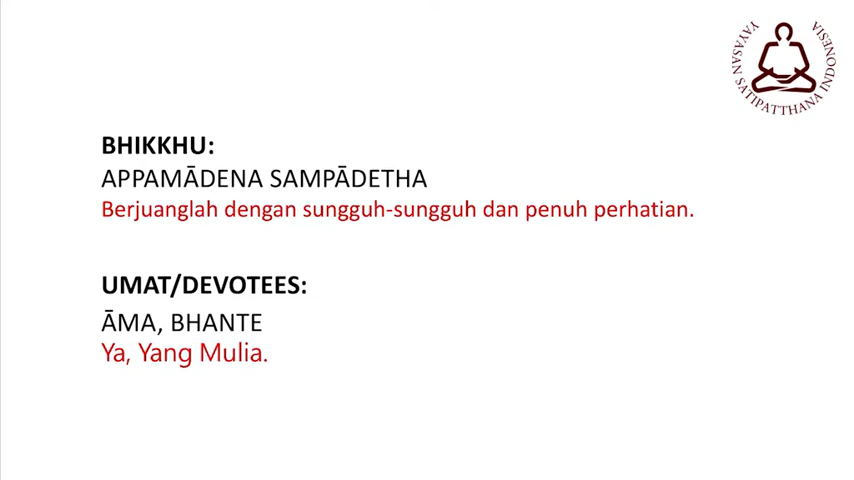 YAYASAN SATIPATTHANA INDONESIA
BHIKKHU:
APPAMĀDENA SAMPĀDETHA
Berjuanglah dengan sungguh-sungguh dan penuh perhatian.
UMAT/DEVOTEES:
ĀMA, BHANTE
Ya, Yang Mulia.